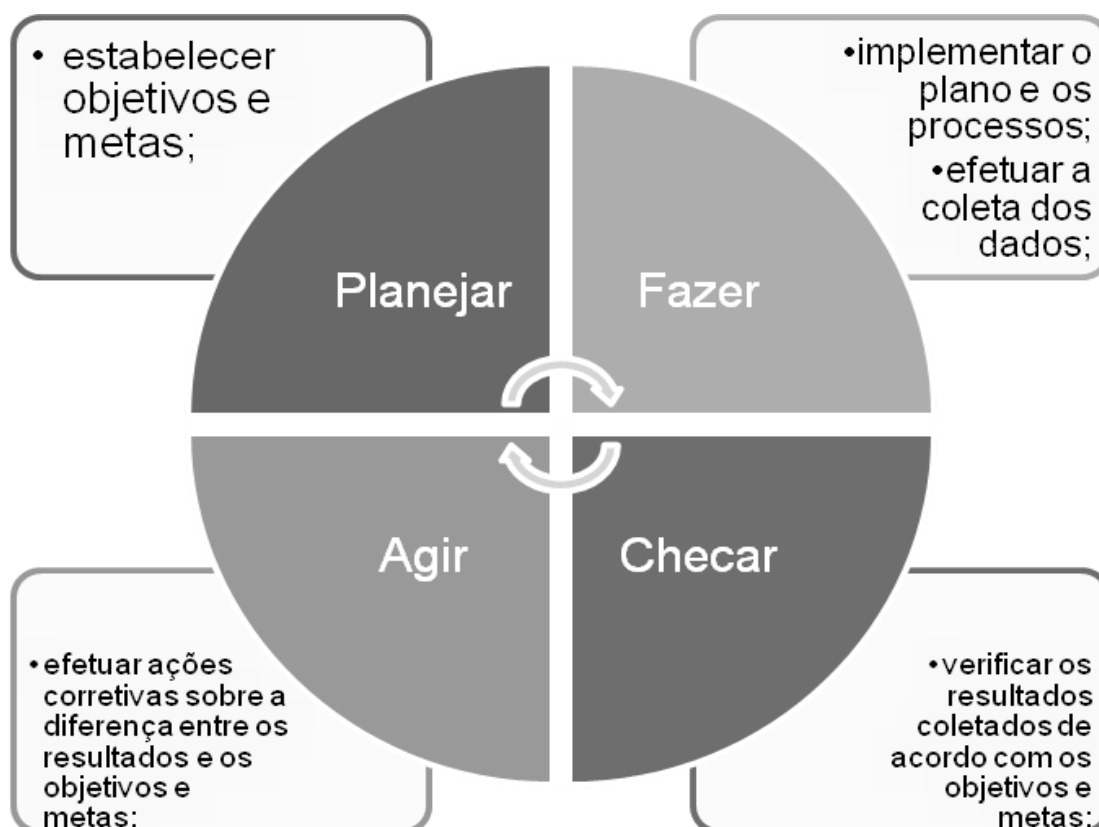 • estabelecer
objetivos e
metas;
•implementar o
plano e os
processos;
•efetuar a
coleta dos
dados;
Planejar
Fazer
Agir
Checar
•efetuar ações
corretivas sobre a
diferença entre os
resultados e os
objetivos e
metas;
•verificar os
resultados
coletados de
acordo com os
objetivos e
metas;